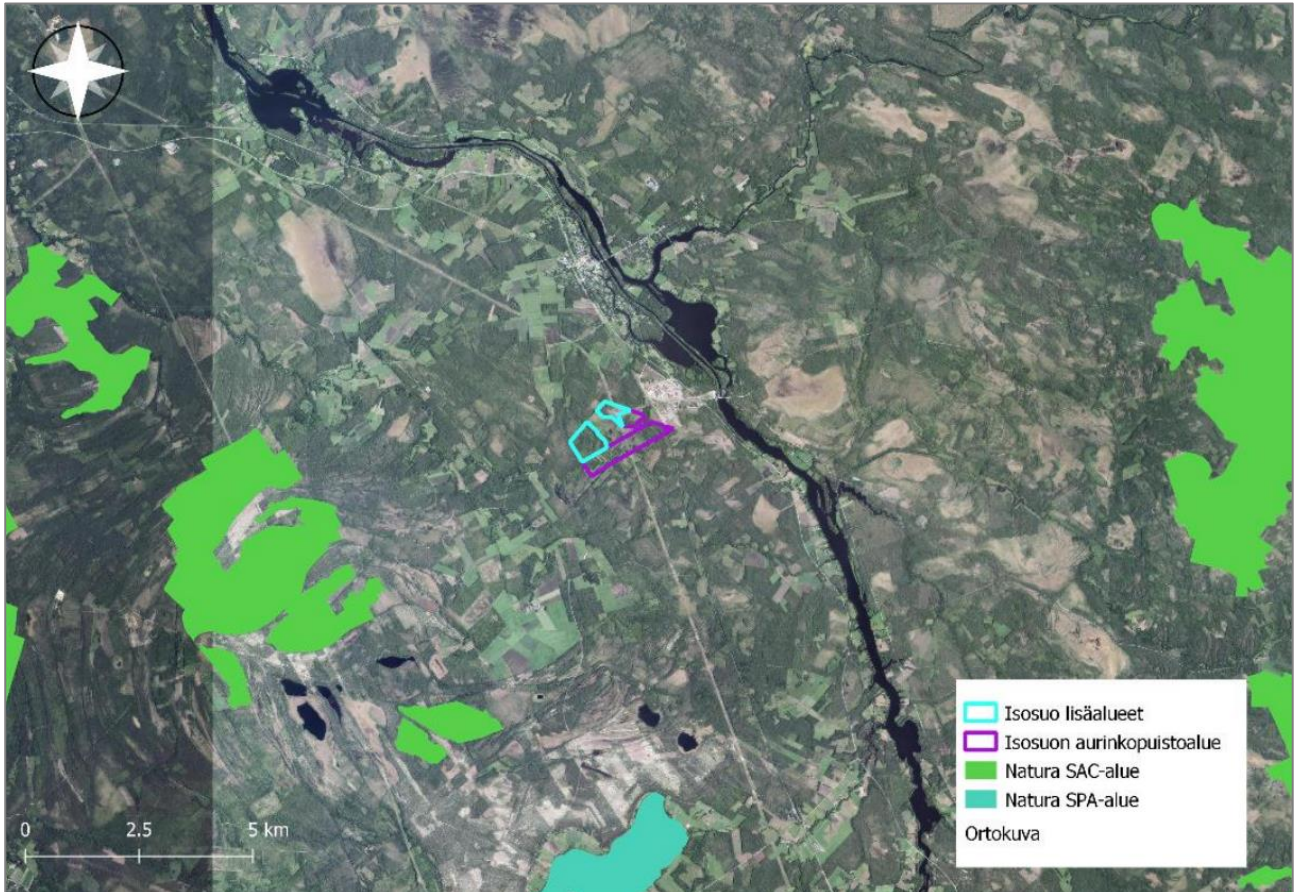 Isosuo lisäalueet
Isosuon aurinkopuistoalue
Natura SAC-alue
Natura SPA-alue
Ortokuva
0 2.5 5 km